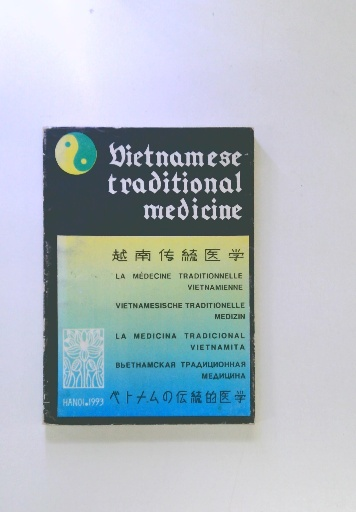 Vietnamese
traditional
medicine
越南传統医学
LA MÉDECINE TRADITIONNELLE
VIETNAMIENNE
VIETNAMESISCHE TRADITIONELLE
MEDIZIN
LA MEDICINA TRADICIONAL
VIETNAMITA
ВЬЕТНАМСКАЯ ТРАДИЦИОННАЯ
МЕДИЦИНА
HANOI.1993
ベトナムの伝統的医学